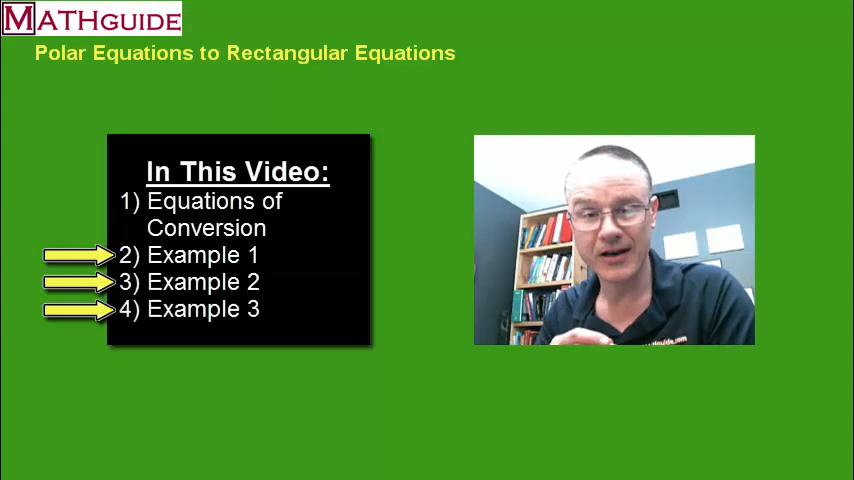 MATHGUIDE
Polar Equations to Rectangular Equations
In This Video:
1) Equations of
Conversion
2) Example 1
3) Example 2
4) Example 3